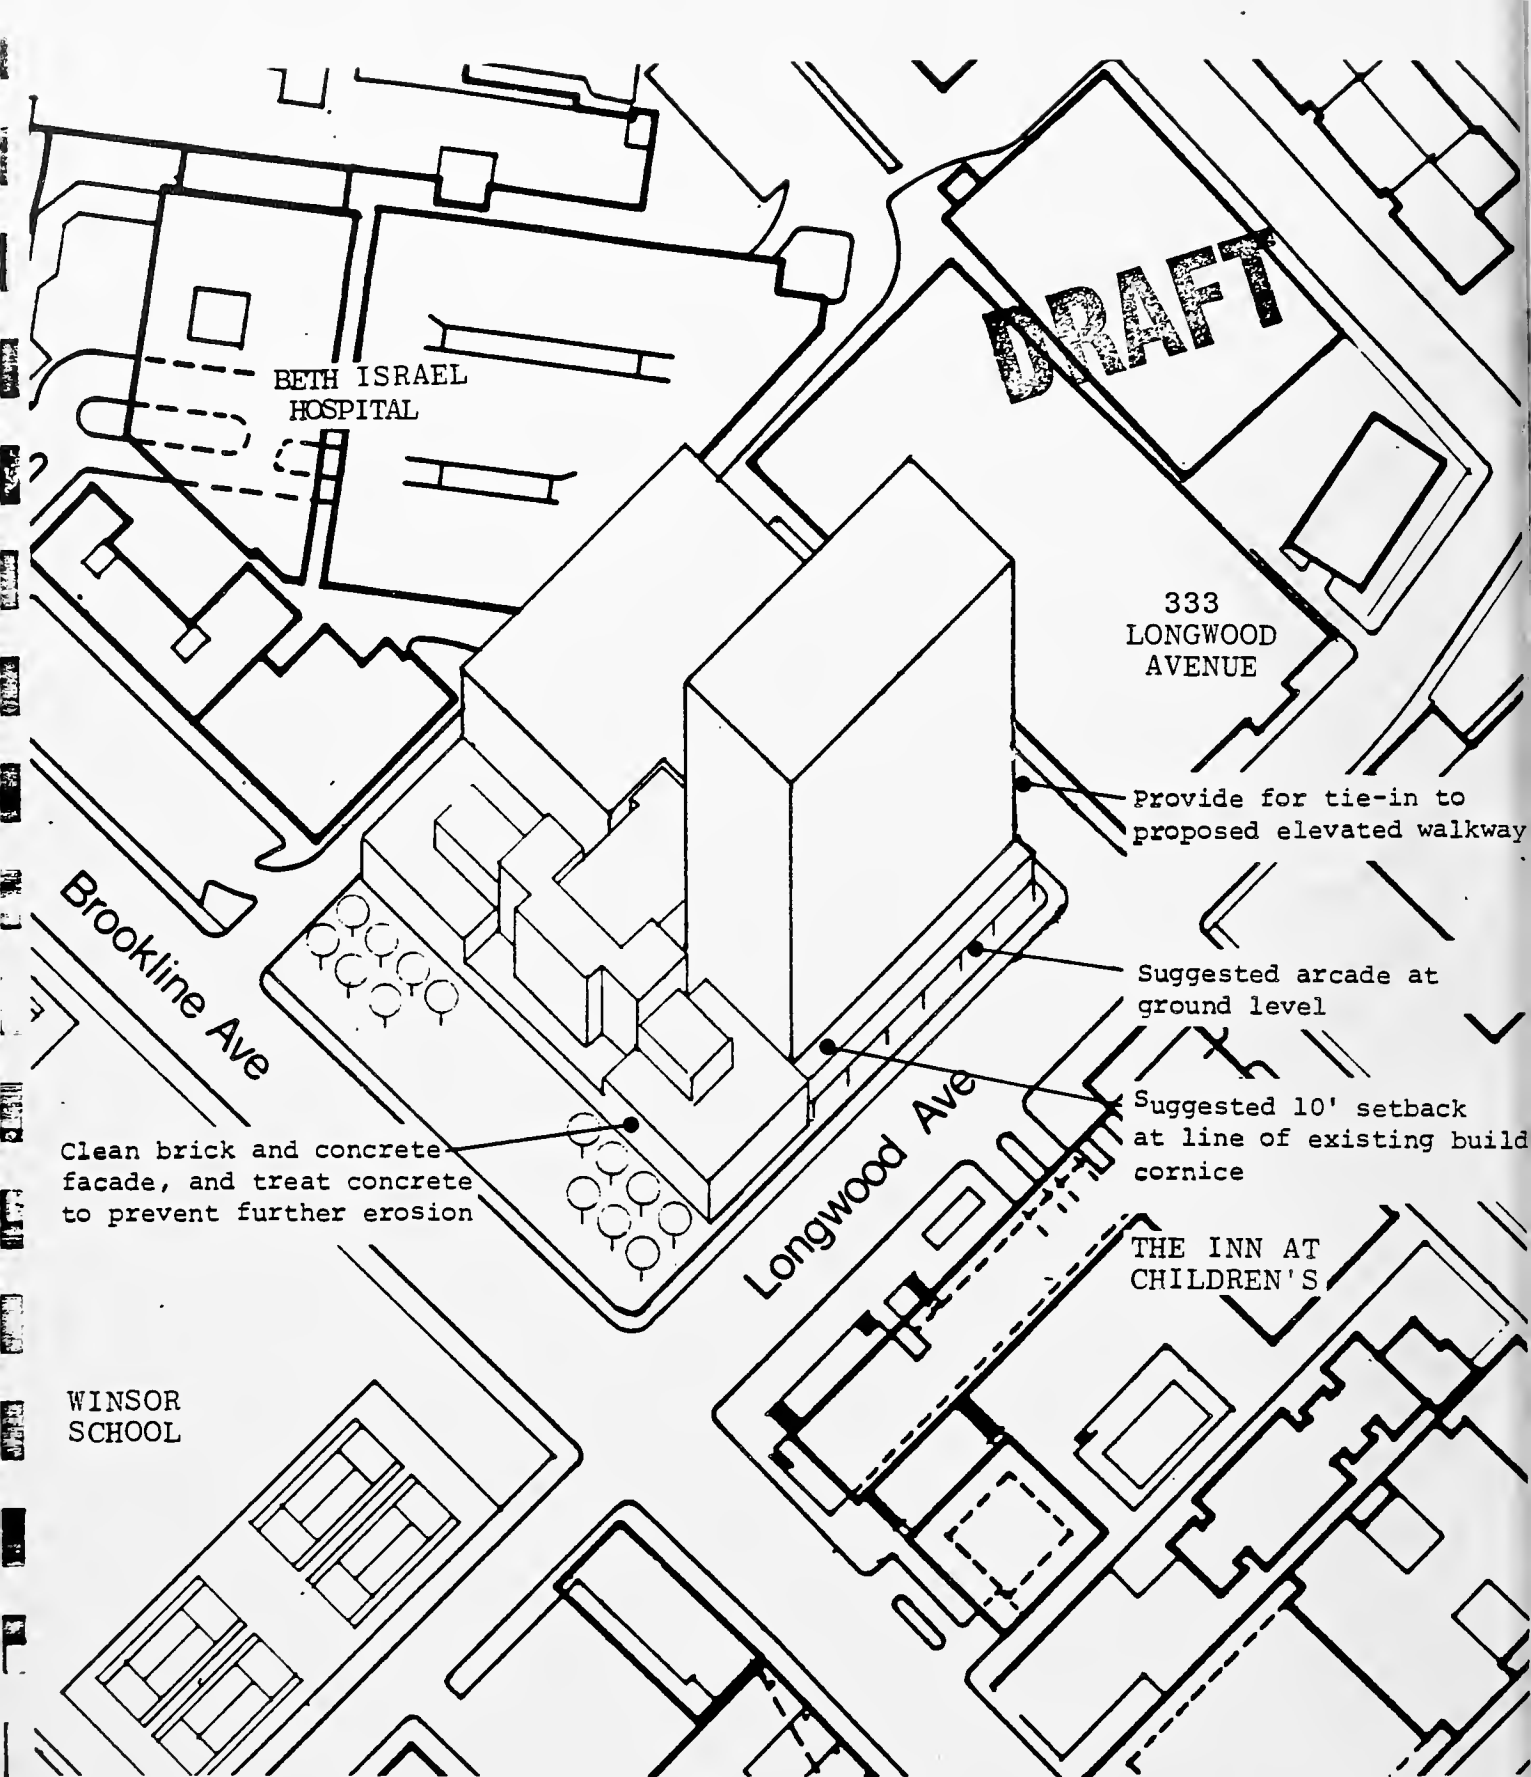 DRAFT
BETH ISRAEL
HOSPITAL
333
LONGWOOD
AVENUE
Provide for tie-in to
proposed elevated walkway
Brookline Ave
Suggested arcade at
ground level
Longwood Ave
Suggested 10' setback
at line of existing build
cornice
Clean brick and concrete
facade, and treat concrete
to prevent further erosion
THE INN AT
CHILDREN'S
WINSOR
SCHOOL